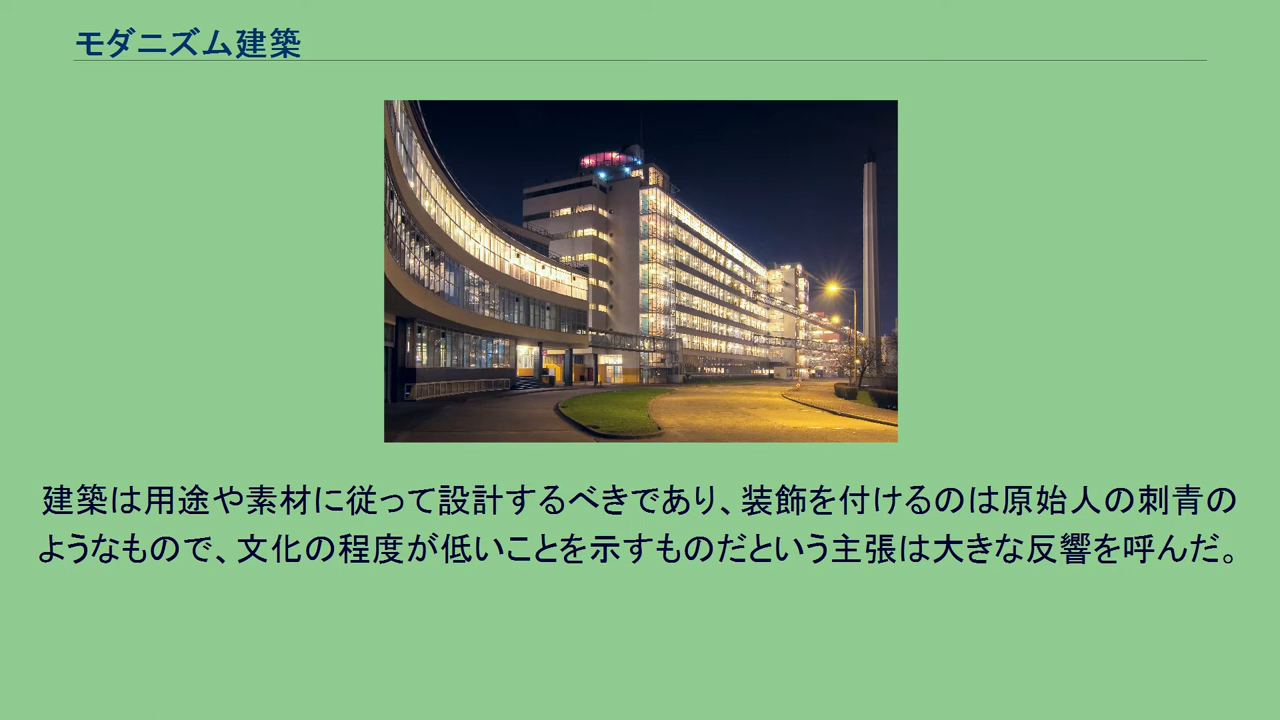 モダニズム建築
建築は用途や素材に従って設計するべきであり、装飾を付けるのは原始人の刺青の
ようなもので、文化の程度が低いことを示すものだという主張は大きな反響を呼んだ。